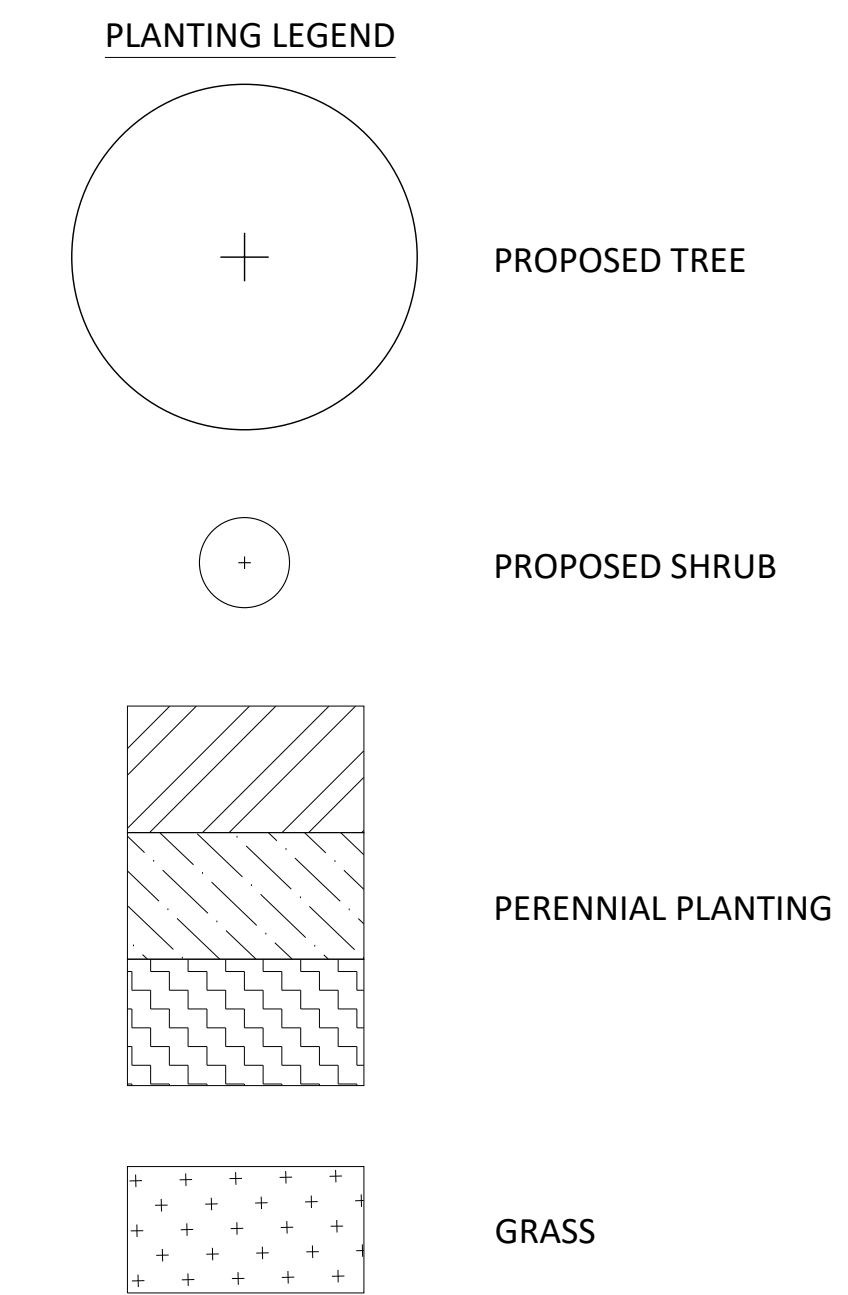 PLANTING LEGEND
PROPOSED TREE
PROPOSED SHRUB
PERENNIAL PLANTING
GRASS